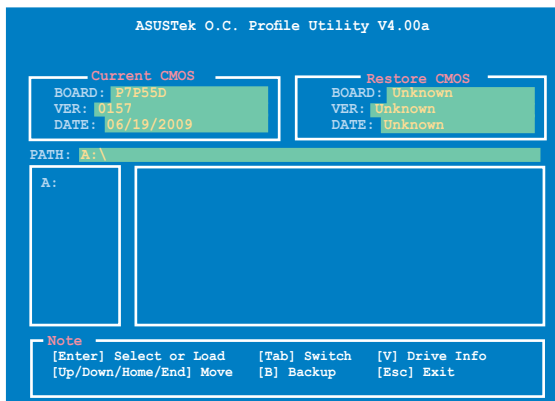 ASUSTek O.C. Profile Utility V4.00a
Current CMOS
BOARD: P7P55D
VER: 0157
DATE: 06/19/2009
Restore CMOS
BOARD: Unknown
VER: Unknown
DATE: Unknown
PATH: A:\
A:
Note
[Enter] Select or Load [Tab] Switch [V] Drive Info
[Up/Down/Home/End] Move [B] Backup [Esc] Exit